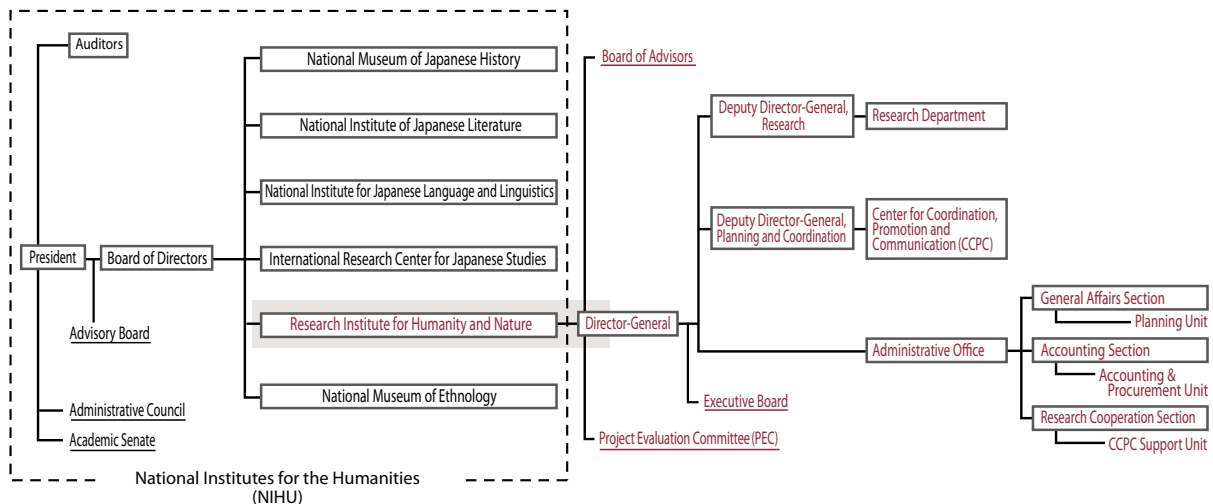 Auditors
President
Board of Directors
Advisory Board
Administrative Council
Academic Senate
National Museum of Japanese History
National Institute of Japanese Literature
National Institute for Japanese Language and Linguistics
International Research Center for Japanese Studies
Research Institute for Humanity and Nature
National Museum of Ethnology
National Institutes for the Humanities
(NIHU)
Board of Advisors
Director-General
Executive Board
Project Evaluation Committee (PEC)
Deputy Director-General,
Research
Research Department
Deputy Director-General,
Planning and Coordination
Center for Coordination,
Promotion and
Communication (CCPC)
Administrative Office
General Affairs Section
Planning Unit
Accounting Section
Accounting &
Procurement Unit
Research Cooperation Section
CCPC Support Unit